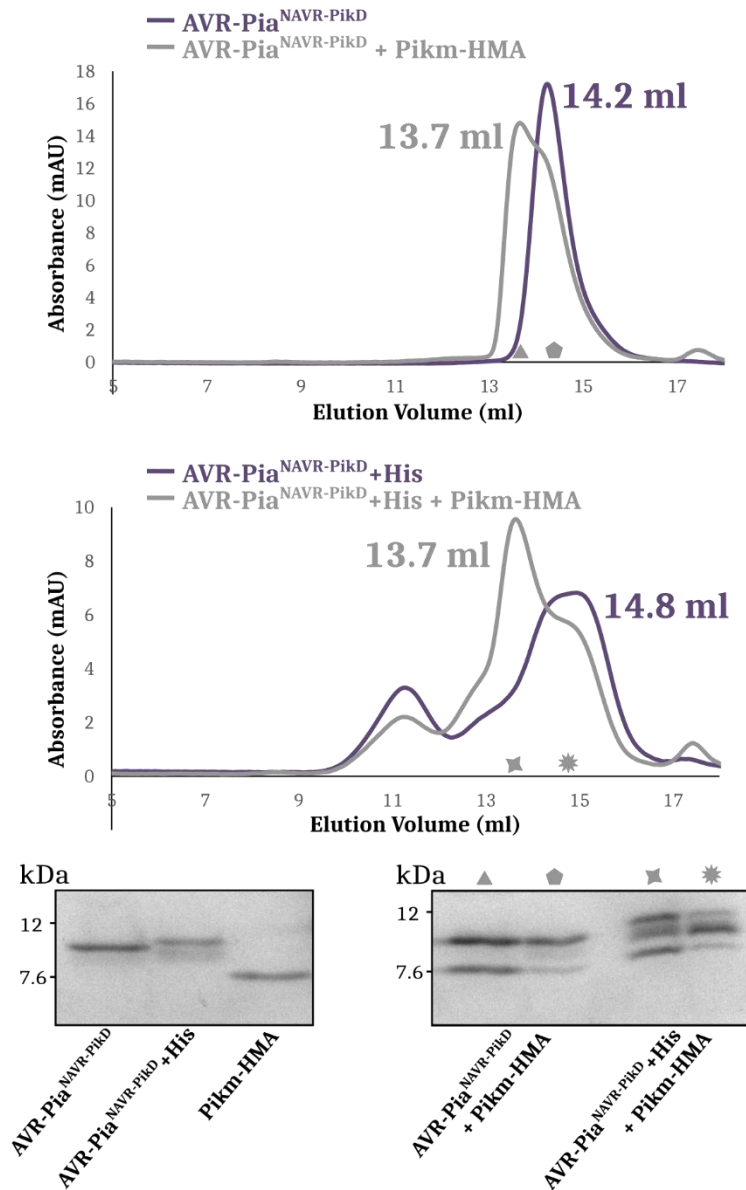 AVR-Pia^NAVR-PikD
AVR-Pia^NAVR-PikD + Pikm-HMA
18
16
14
12
10
8
6
4
2
0
Absorbance (mAU)
13.7 ml
14.2 ml
5 7 9 11 13 15 17
Elution Volume (ml)
AVR-Pia^NAVR-PikD+His
AVR-Pia^NAVR-PikD+His + Pikm-HMA
10
8
6
4
2
0
Absorbance (mAU)
13.7 ml
14.8 ml
5 7 9 11 13 15 17
Elution Volume (ml)
kDa
12
7.6
AVR-Pia^NAVR-PikD
AVR-Pia^NAVR-PikD+His
Pikm-HMA
kDa
12
7.6
AVR-Pia^NAVR-PikD
+ Pikm-HMA
AVR-Pia^NAVR-PikD+His
+ Pikm-HMA